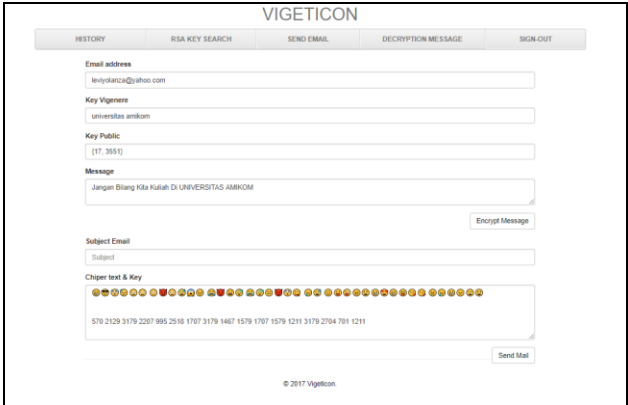 VIGETICON
HISTORY RSA KEY SEARCH SEND EMAIL DECRYPTION MESSAGE SIGN-OUT
Email address
leviyolanza@yahoo.com
Key Vigenere
universitas amikom
Key Public
(17, 3551)
Message
Jangan Bilang Kita Kuliah Di UNIVERSITAS AMIKOM
Encrypt Message
Subject Email
Subject
Chiper text & Key
570 2129 3179 2207 995 2518 1707 3179 1467 1579 1707 1579 1211 3179 2704 701 1211
Send Mail
© 2017 Vigeticon.